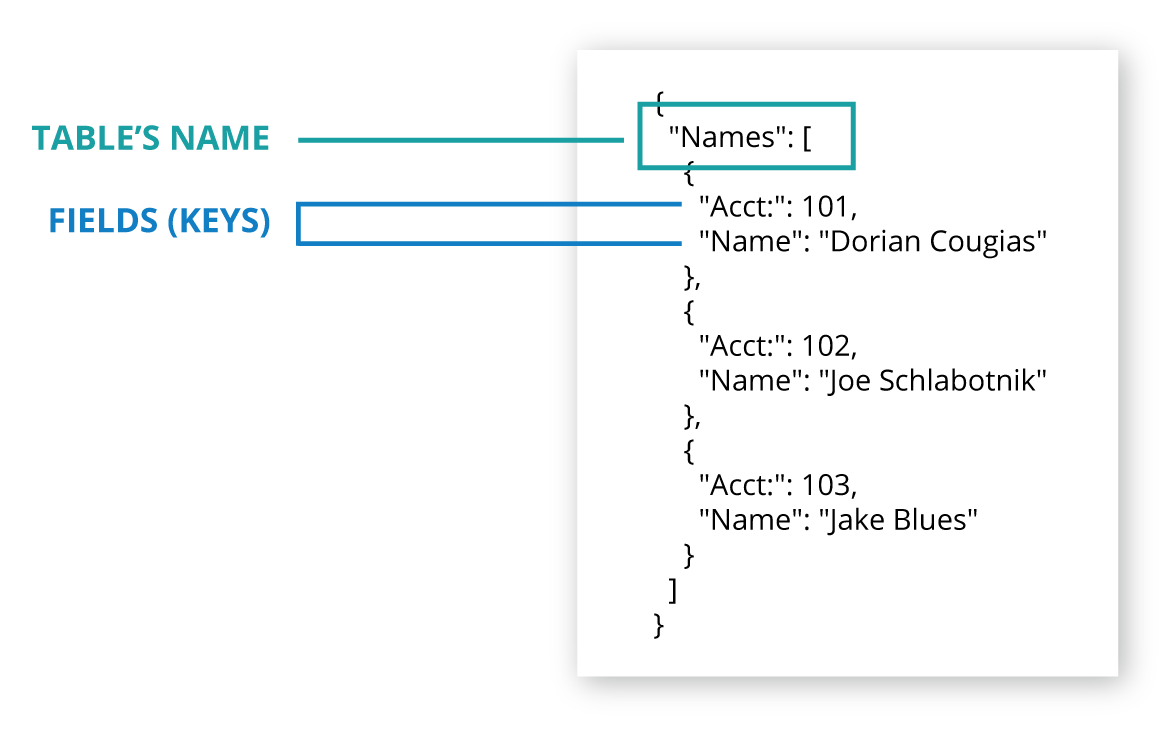 TABLE'S NAME
FIELDS (KEYS)
{
"Names": [
{
"Acct:": 101,
"Name": "Dorian Cougias"
},
{
"Acct:": 102,
"Name": "Joe Schlabotnik"
},
{
"Acct:": 103,
"Name": "Jake Blues"
}
]
}